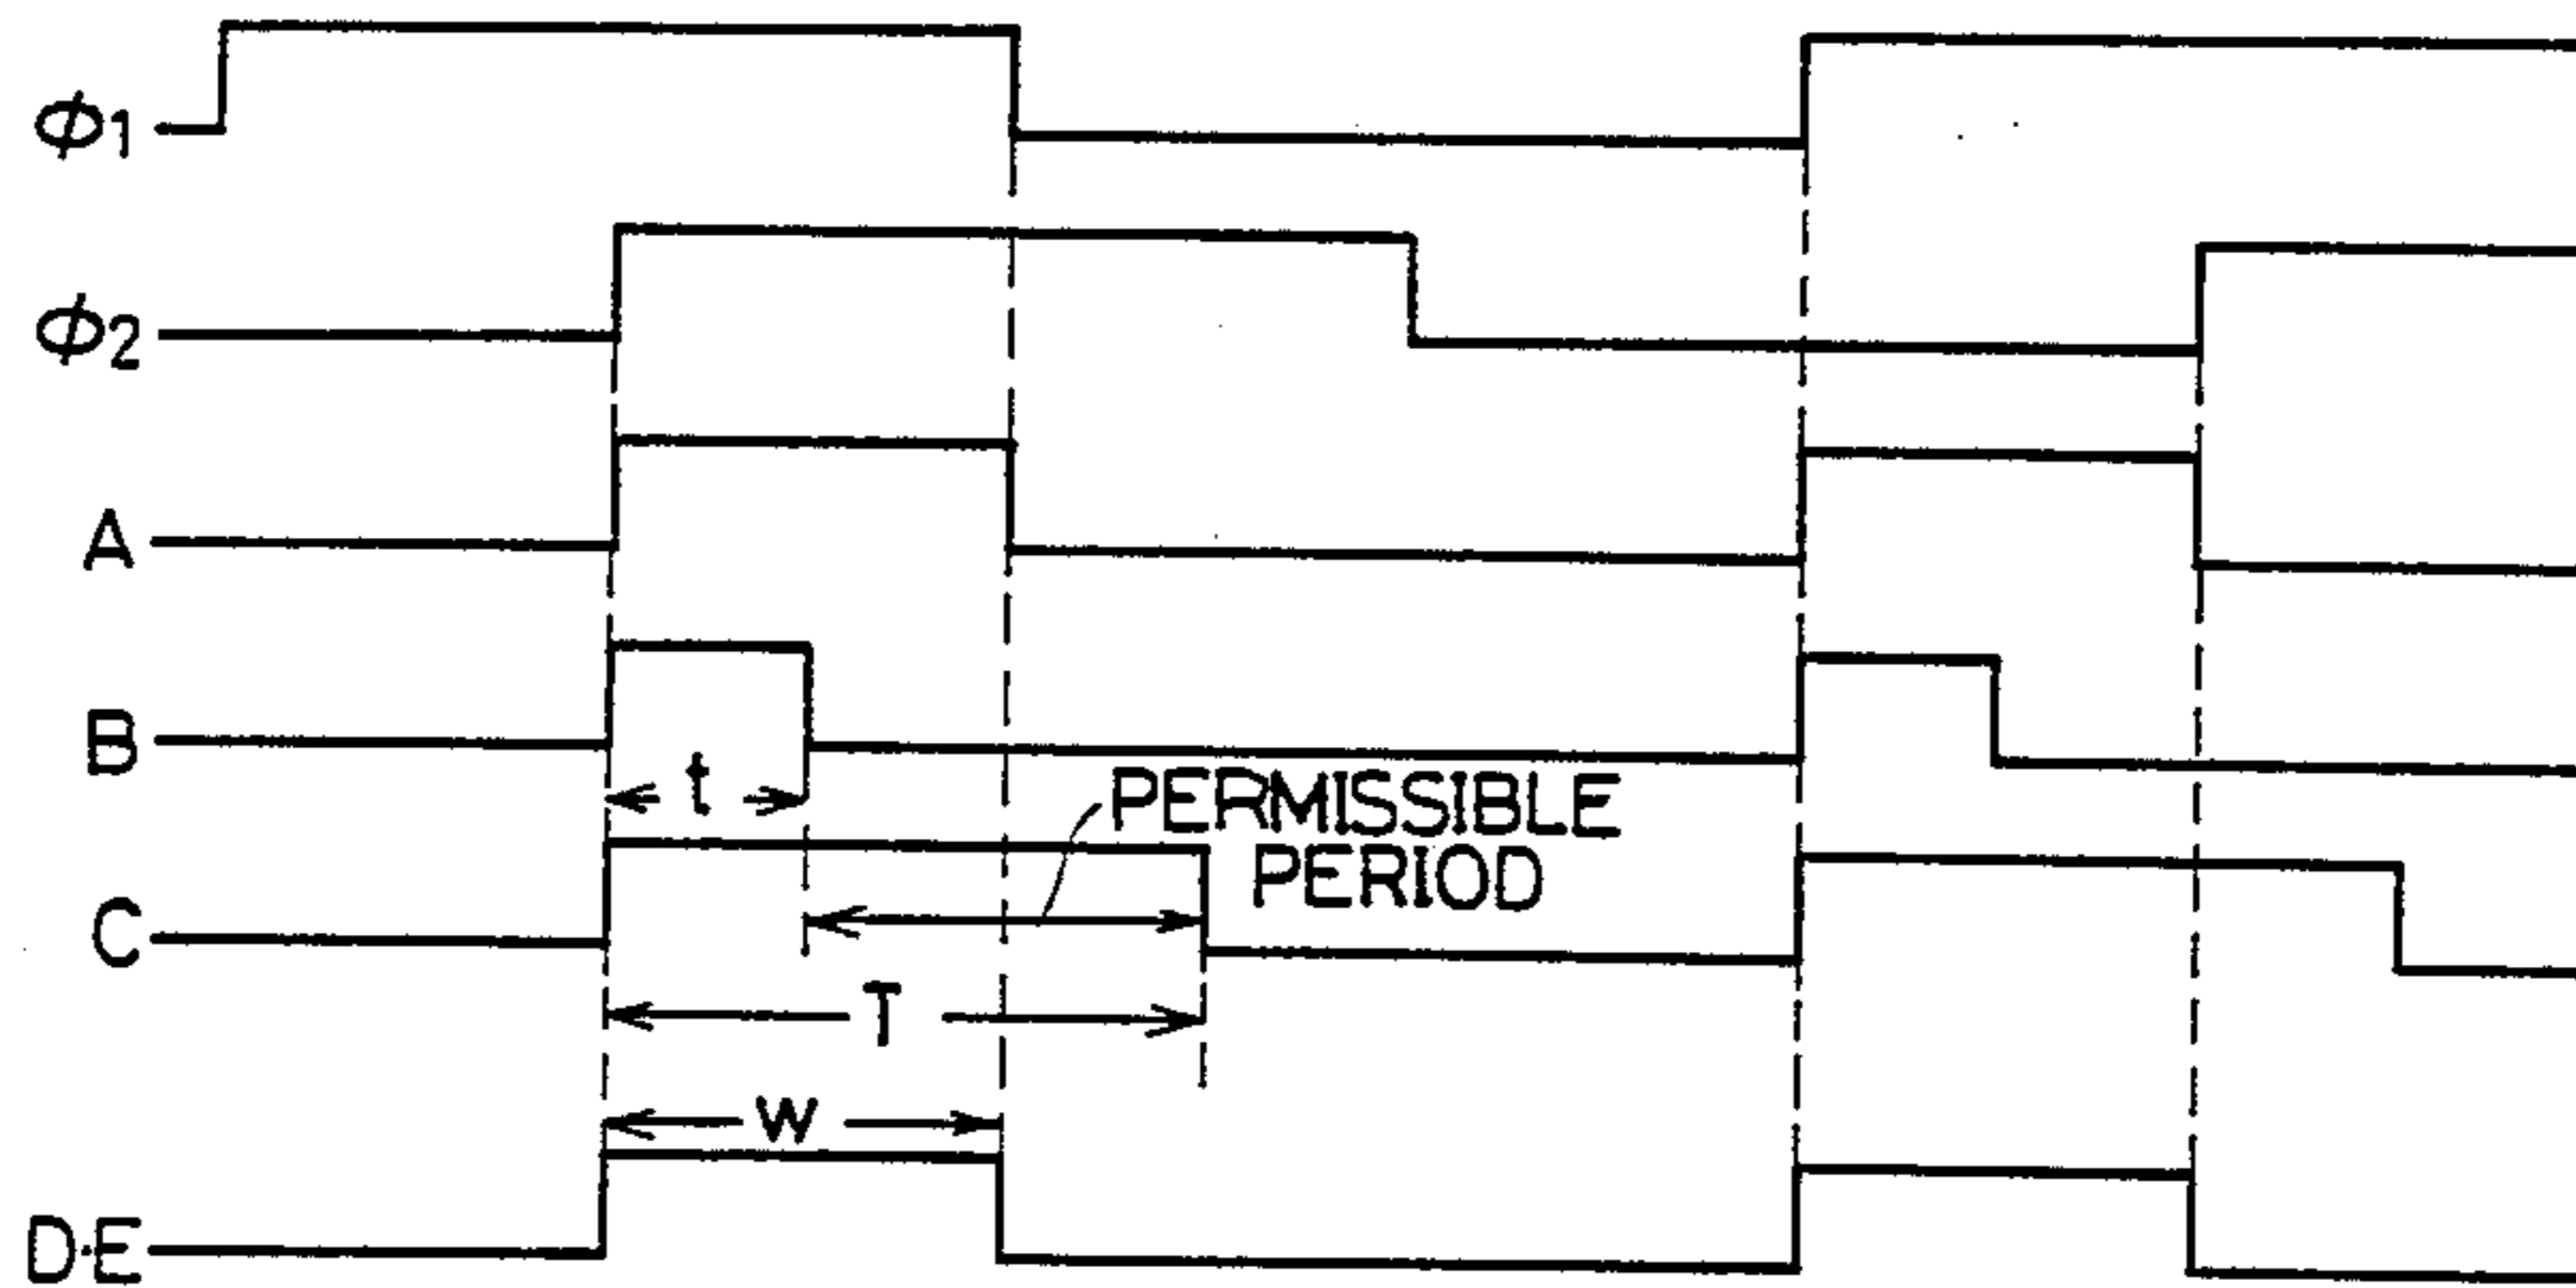 ϕ1
ϕ2
A
B
t
PERMISSIBLE
PERIOD
C
T
W
D·E